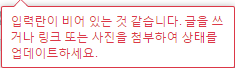 입력란이 비어 있는 것 같습니다. 글을 쓰
거나 링크 또는 사진을 첨부하여 상태를
업데이트하세요.